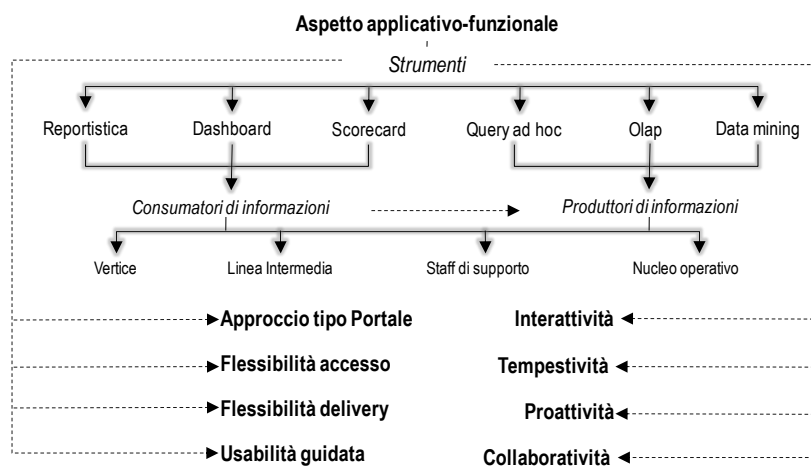 Aspetto applicativo-funzionale
Strumenti
Reportistica Dashboard Scorecard Query ad hoc Olap Data mining
Consumatori di informazioni Produttori di informazioni
Vertice Linea Intermedia Staff di supporto Nucleo operativo
Approccio tipo Portale Interattività
Flessibilità accesso Tempestività
Flessibilità delivery Proattività
Usabilità guidata Collaboratività